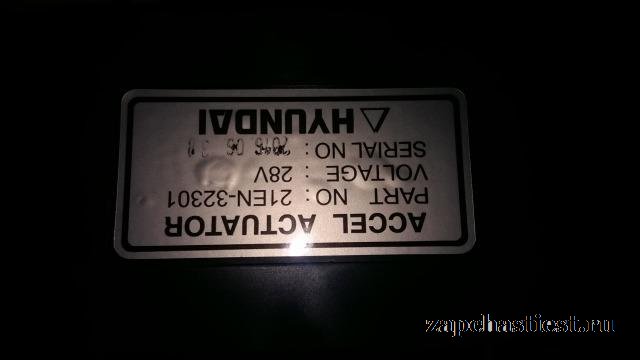 ACCEL ACTUATOR
PART NO : 21EN-32301
VOLTAGE : 28V
SERIAL NO :
HYUNDAI
zapchastiest.ru